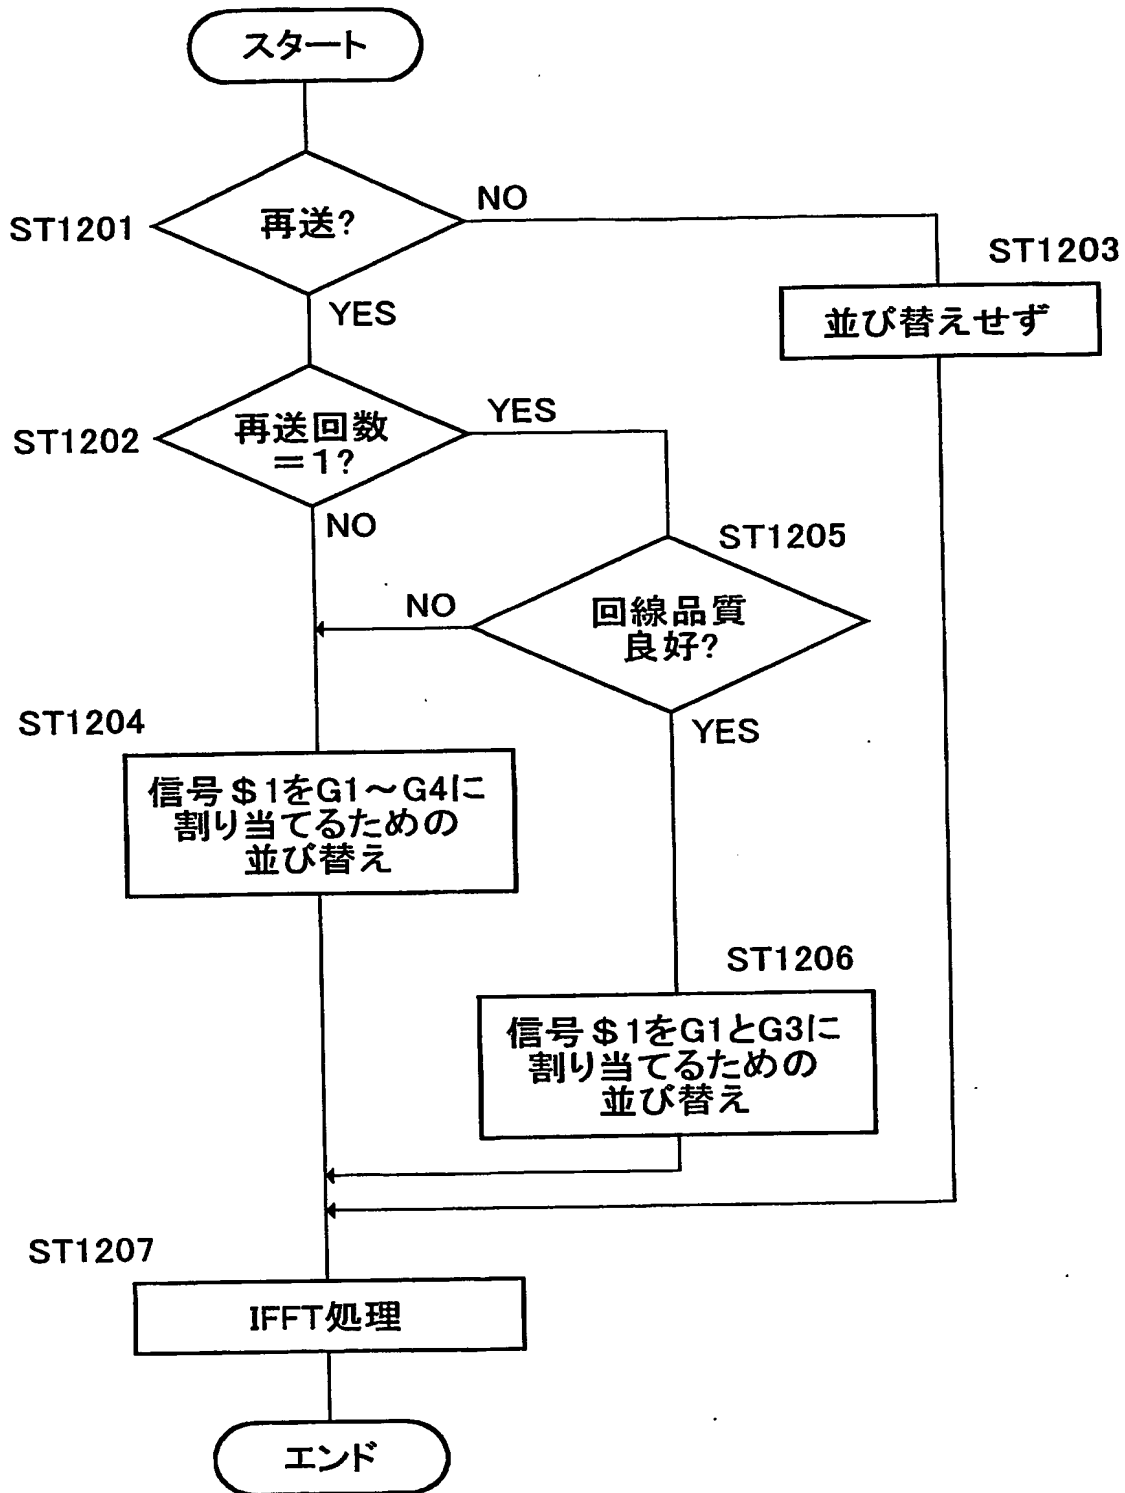 スタート
ST1201
再送?
NO
YES
ST1203
並び替えせず
ST1202
再送回数
=1?
YES
NO
ST1205
回線品質
良好?
NO
YES
ST1204
信号$1をG1~G4に
割り当てるための
並び替え
ST1206
信号$1をG1とG3に
割り当てるための
並び替え
ST1207
IFFT処理
エンド